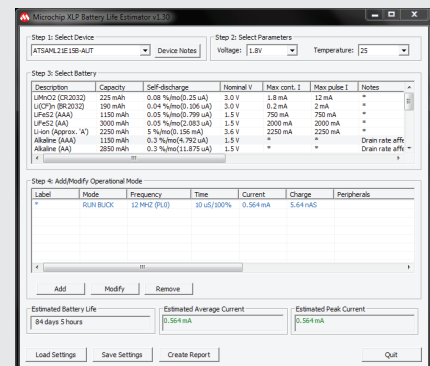 Microchip XLP Battery Life Estimator v1.30
Step 1: Select Device
Step 2: Select Parameters
ATSAML21E15B-AUT Device Notes Voltage: 1.8V Temperature: 25
Step 3: Select Battery
Description Capacity Self-discharge Nominal V Max cont. I Max pulse I Notes
LiMnO2 (CR2032) 225 mAh 0.08 %/mo(0.25 uA) 3.0 V 1.8 mA 12 mA *
Li(CF)n (BR2032) 190 mAh 0.04 %/mo(0.106 uA) 3.0 V 0.2 mA 2 mA *
LiFeS2 (AAA) 1150 mAh 0.05 %/mo(0.799 uA) 1.5 V 750 mA 750 mA *
LiFeS2 (AA) 3000 mAh 0.05 %/mo(2.083 uA) 1.5 V 2000 mA 2000 mA *
Li-ion (Approx. 'A') 2250 mAh 5 %/mo(0.156 mA) 3.6 V 2250 mA 2250 mA *
Alkaline (AAA) 1150 mAh 0.3 %/mo(4.792 uA) 1.5 V * * Drain rate affe
Alkaline (AA) 2850 mAh 0.3 %/mo(11.875 uA) 1.5 V * * Drain rate affe
Step 4: Add/Modify Operational Mode
Label Mode Frequency Time Current Charge Peripherals
* RUN BUCK 12 MHZ (PL0) 10 uS/100% 0.564 mA 5.64 nAS
Add Modify Remove
Estimated Battery Life Estimated Average Current Estimated Peak Current
84 days 5 hours 0.564 mA 0.564 mA
Load Settings Save Settings Create Report Quit